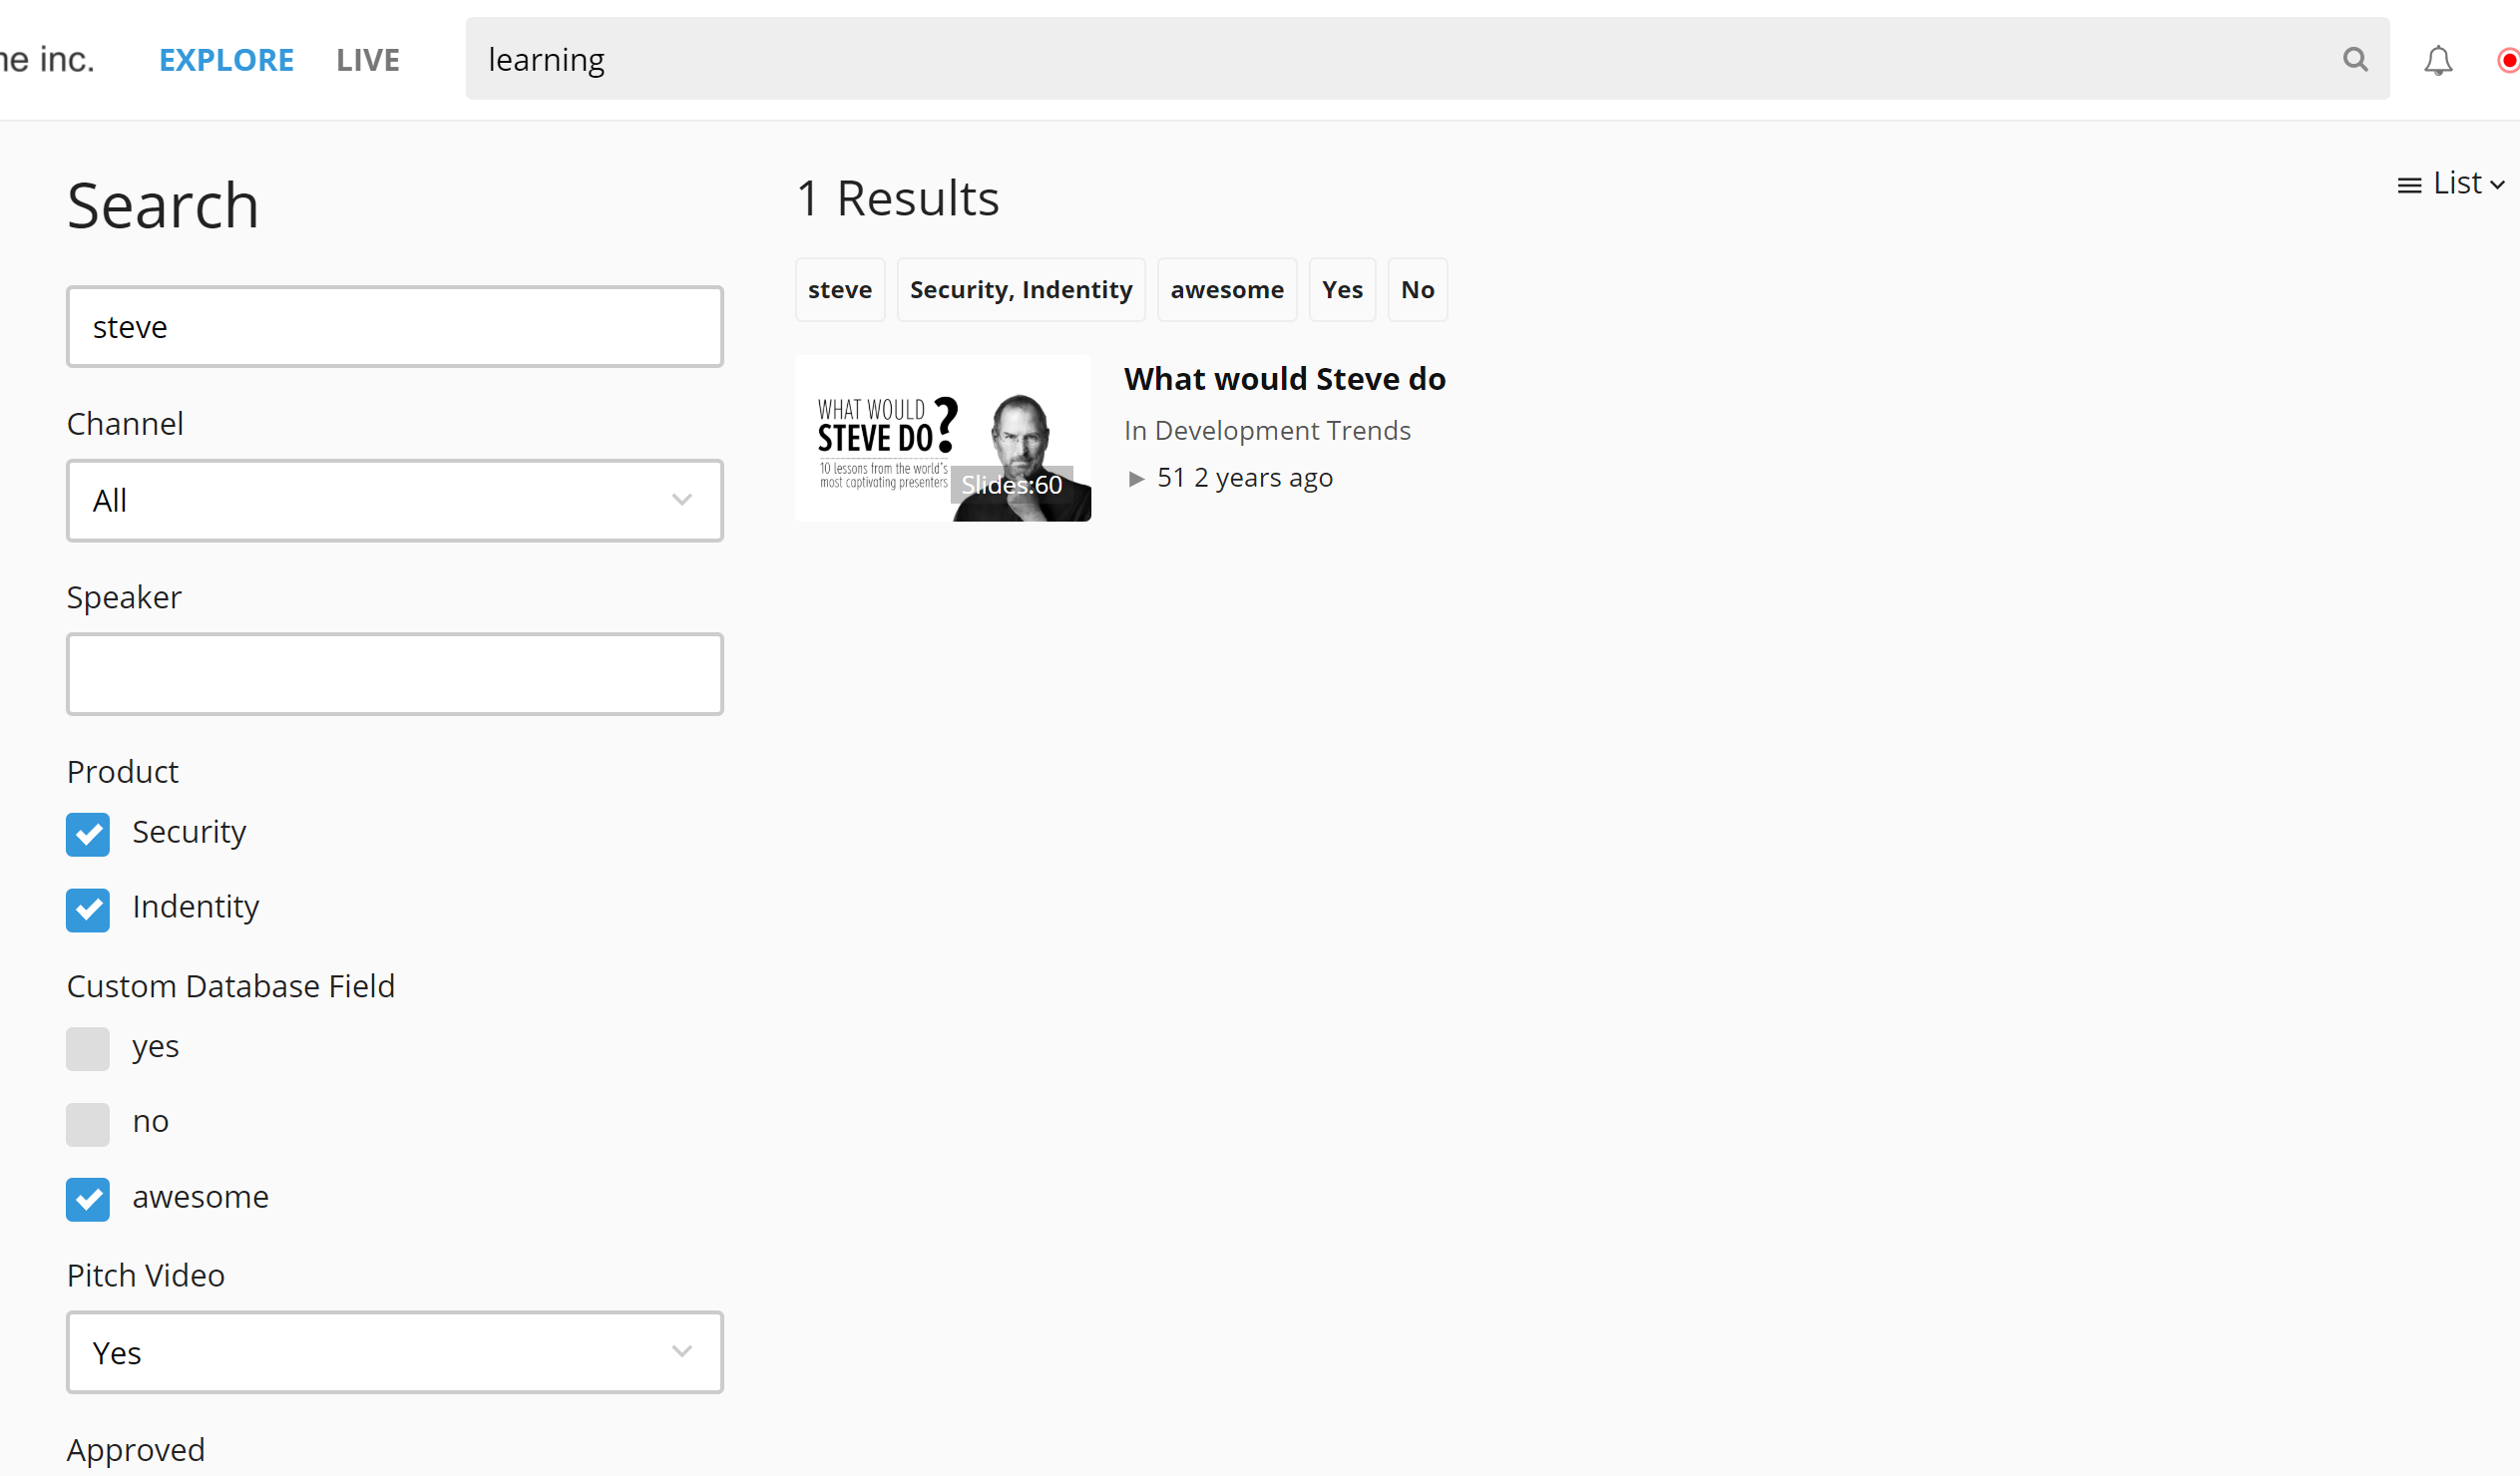 ne inc.
EXPLORE
LIVE
learning
Search
steve
Channel
All
Speaker
Product
Security
Indentity
Custom Database Field
yes
no
awesome
Pitch Video
Yes
Approved
1 Results
List
steve
Security, Indentity
awesome
Yes
No
WHAT WOULD
STEVE DO?
10 lessons from the world's
most captivating presenters
Slides:60
What would Steve do
In Development Trends
51 2 years ago